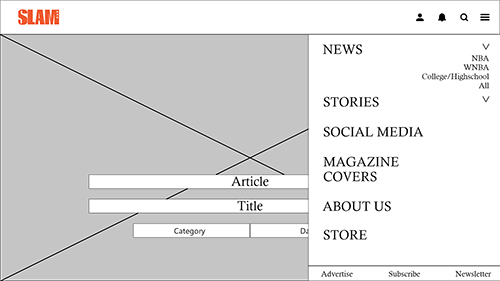 SLAM
NEWS
NBA
WNBA
College/Highschool
All
STORIES
SOCIAL MEDIA
MAGAZINE
COVERS
ABOUT US
STORE
Article
Title
Category
Da
Advertise Subscribe Newsletter